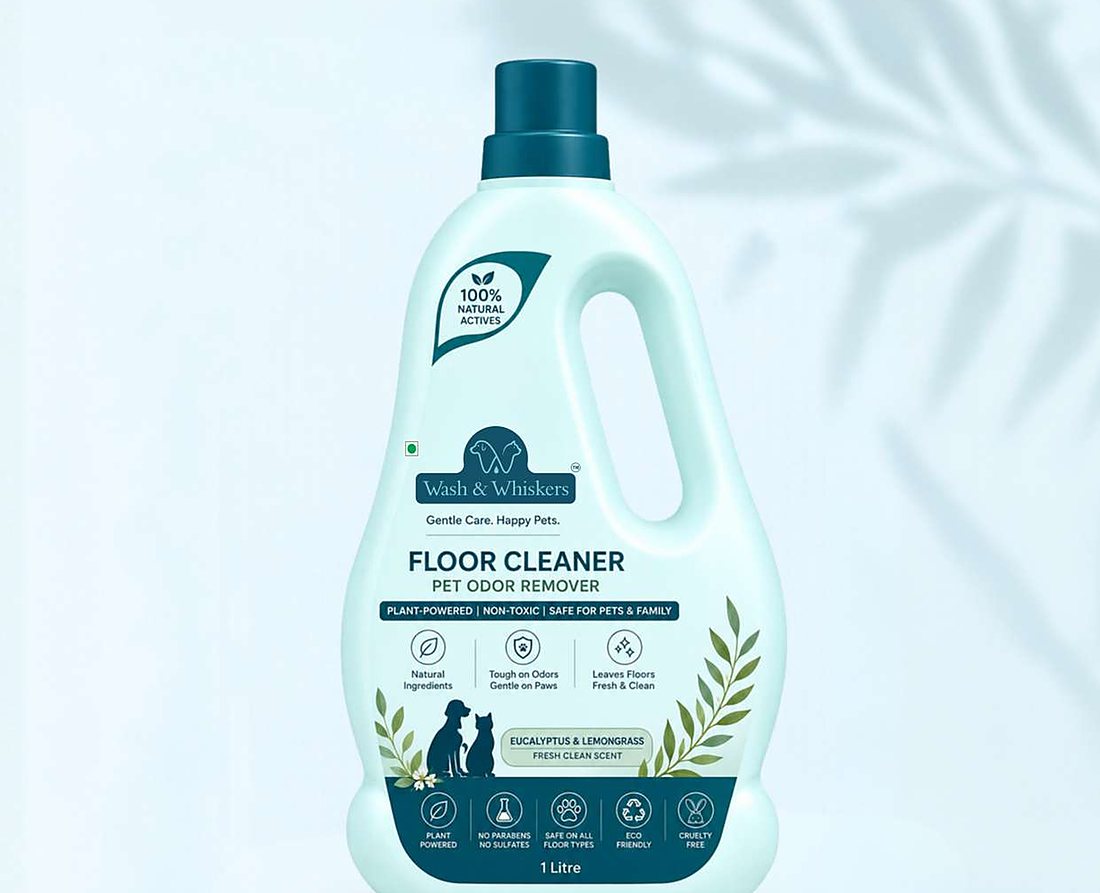 100%
NATURAL
ACTIVES
Wash & Whiskers
TM
Gentle Care. Happy Pets.
FLOOR CLEANER
PET ODOR REMOVER
PLANT-POWERED | NON-TOXIC | SAFE FOR PETS & FAMILY
Natural
Ingredients
Tough on Odors
Gentle on Paws
Leaves Floors
Fresh & Clean
EUCALYPTUS & LEMONGRASS
FRESH CLEAN SCENT
PLANT
POWERED
NO PARABENS
NO SULFATES
SAFE ON ALL
FLOOR TYPES
ECO
FRIENDLY
CRUELTY
FREE
1 Litre